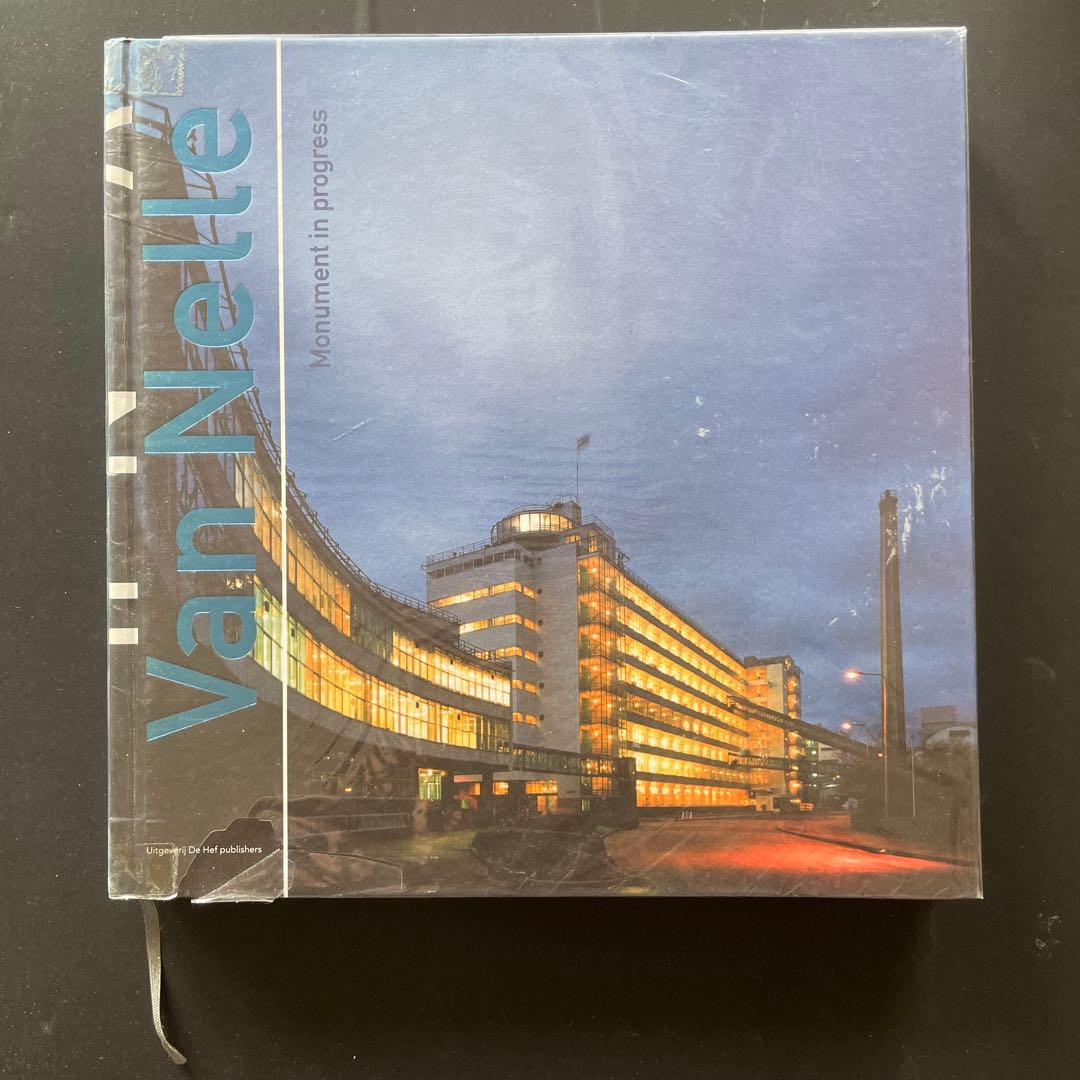 Van Nelle
Monument in progress
Uitgeverij De Hef publishers